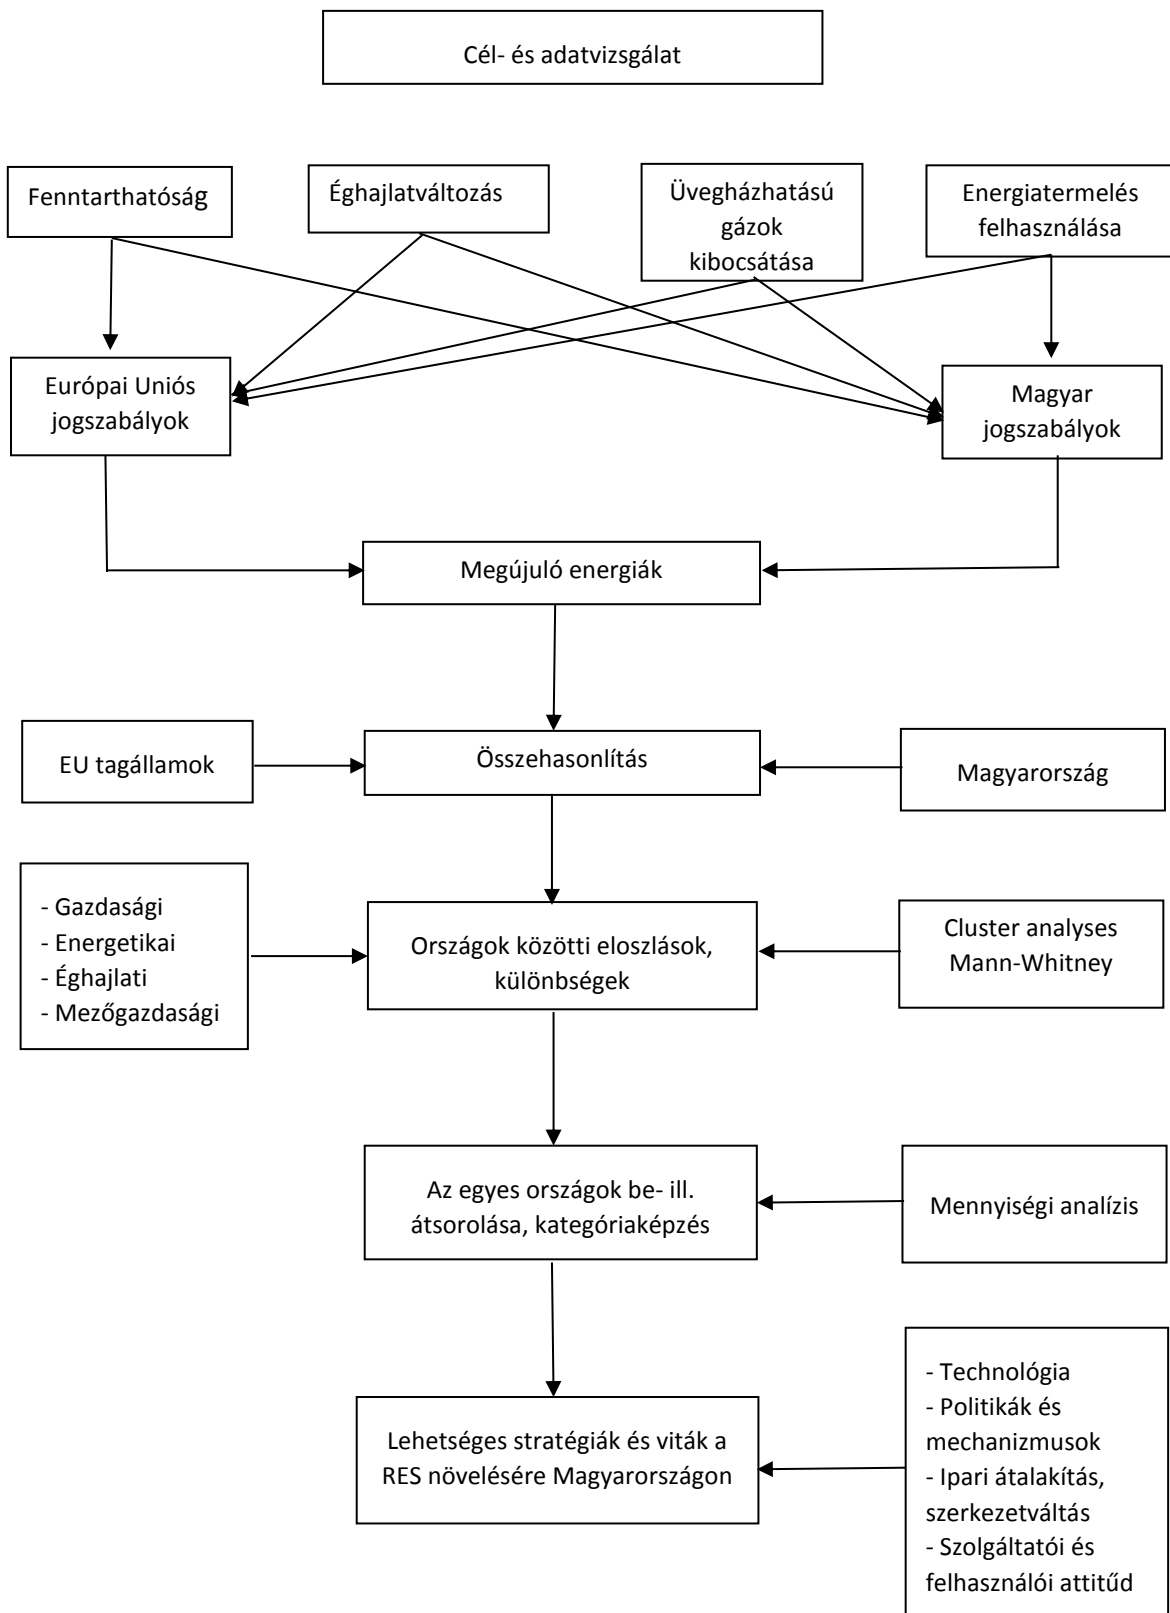 Cél- és adatvizsgálat
Fenntarthatóság
Éghajlatváltozás
Üvegházhatású
gázok
kibocsátása
Energiatermelés
felhasználása
Európai Uniós
jogszabályok
Magyar
jogszabályok
Megújuló energiák
EU tagállamok
Összehasonlítás
Magyarország
- Gazdasági
- Energetikai
- Éghajlati
- Mezőgazdasági
Országok közötti eloszlások,
különbségek
Cluster analyses
Mann-Whitney
Az egyes országok be- ill.
átsorolása, kategóriaképzés
Mennyiségi analízis
Lehetséges stratégiák és viták a
RES növelésére Magyarországon
- Technológia
- Politikák és
mechanizmusok
- Ipari átalakítás,
szerkezetváltás
- Szolgáltatói és
felhasználói attitűd